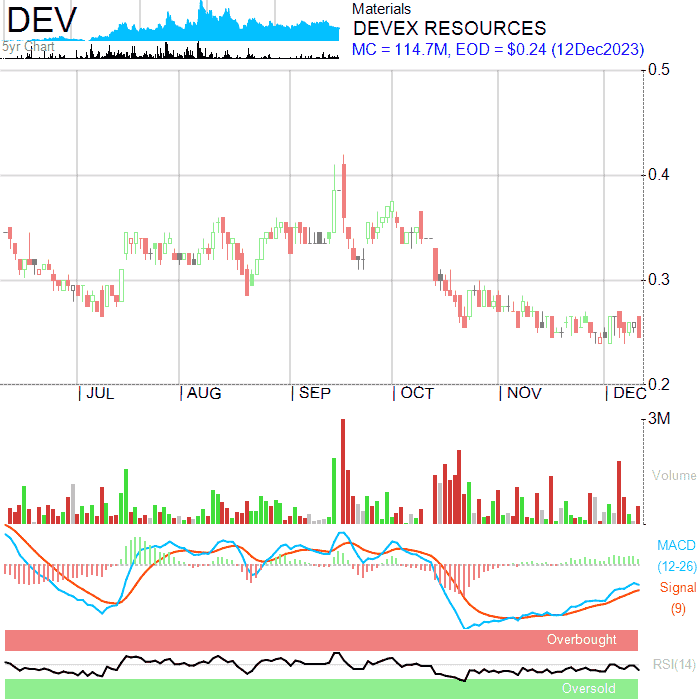 DEV
5yr Chart
Materials
DEVEX RESOURCES
MC = 114.7M, EOD = $0.24 (12Dec2023)
0.5
0.4
0.3
0.2
JUL AUG SEP OCT NOV DEC
3M
Volume
MACD
(12-26)
Signal
(9)
Overbought
RSI(14)
Oversold